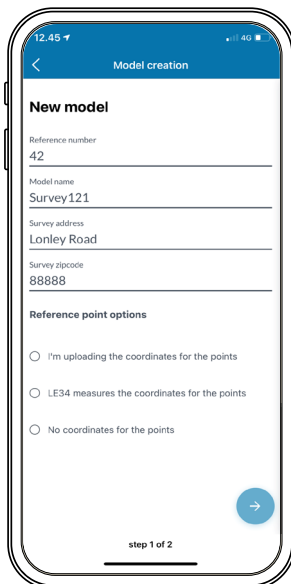 12.45 4G
Model creation
New model
Reference number
42
Model name
Survey121
Survey address
Lonley Road
Survey zipcode
88888
Reference point options
I'm uploading the coordinates for the points
LE34 measures the coordinates for the points
No coordinates for the points
step 1 of 2